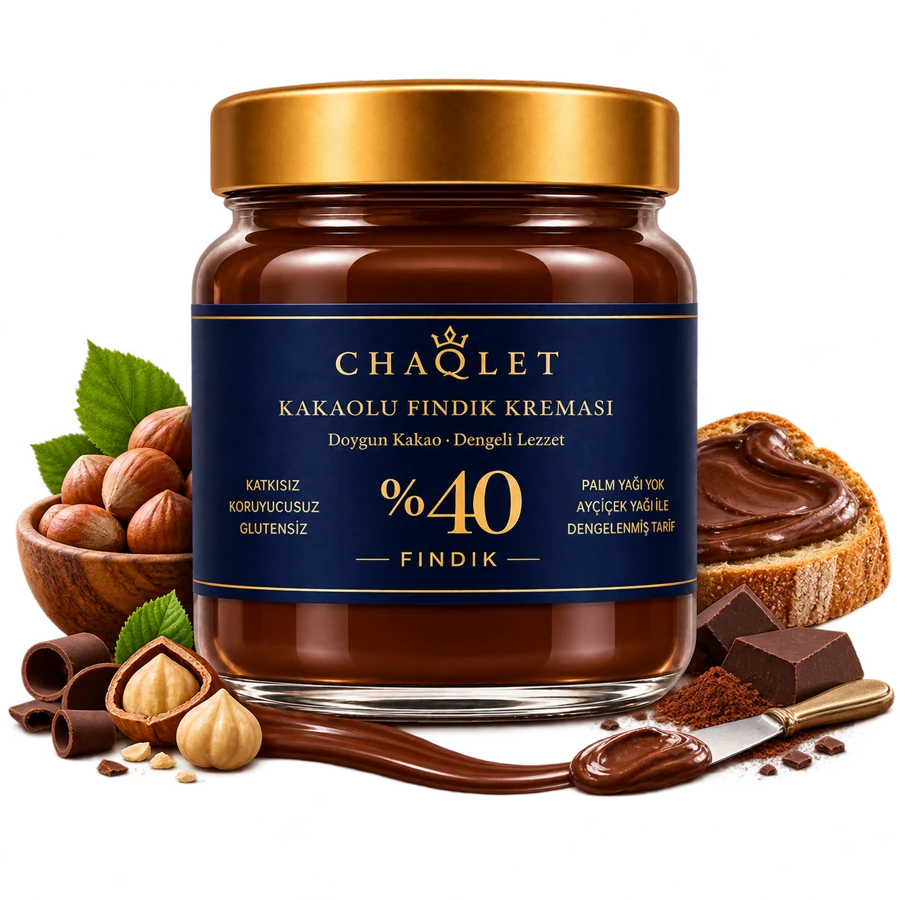 CHAQLET
KAKAOLU FINDIK KREMASI
Doygun Kakao · Dengeli Lezzet
KATKISIZ
KORUYUCUSUZ
GLUTENSİZ
%40
FINDIK
PALM YAĞI YOK
AYÇİÇEK YAĞI İLE
DENGELENMİŞ TARİF